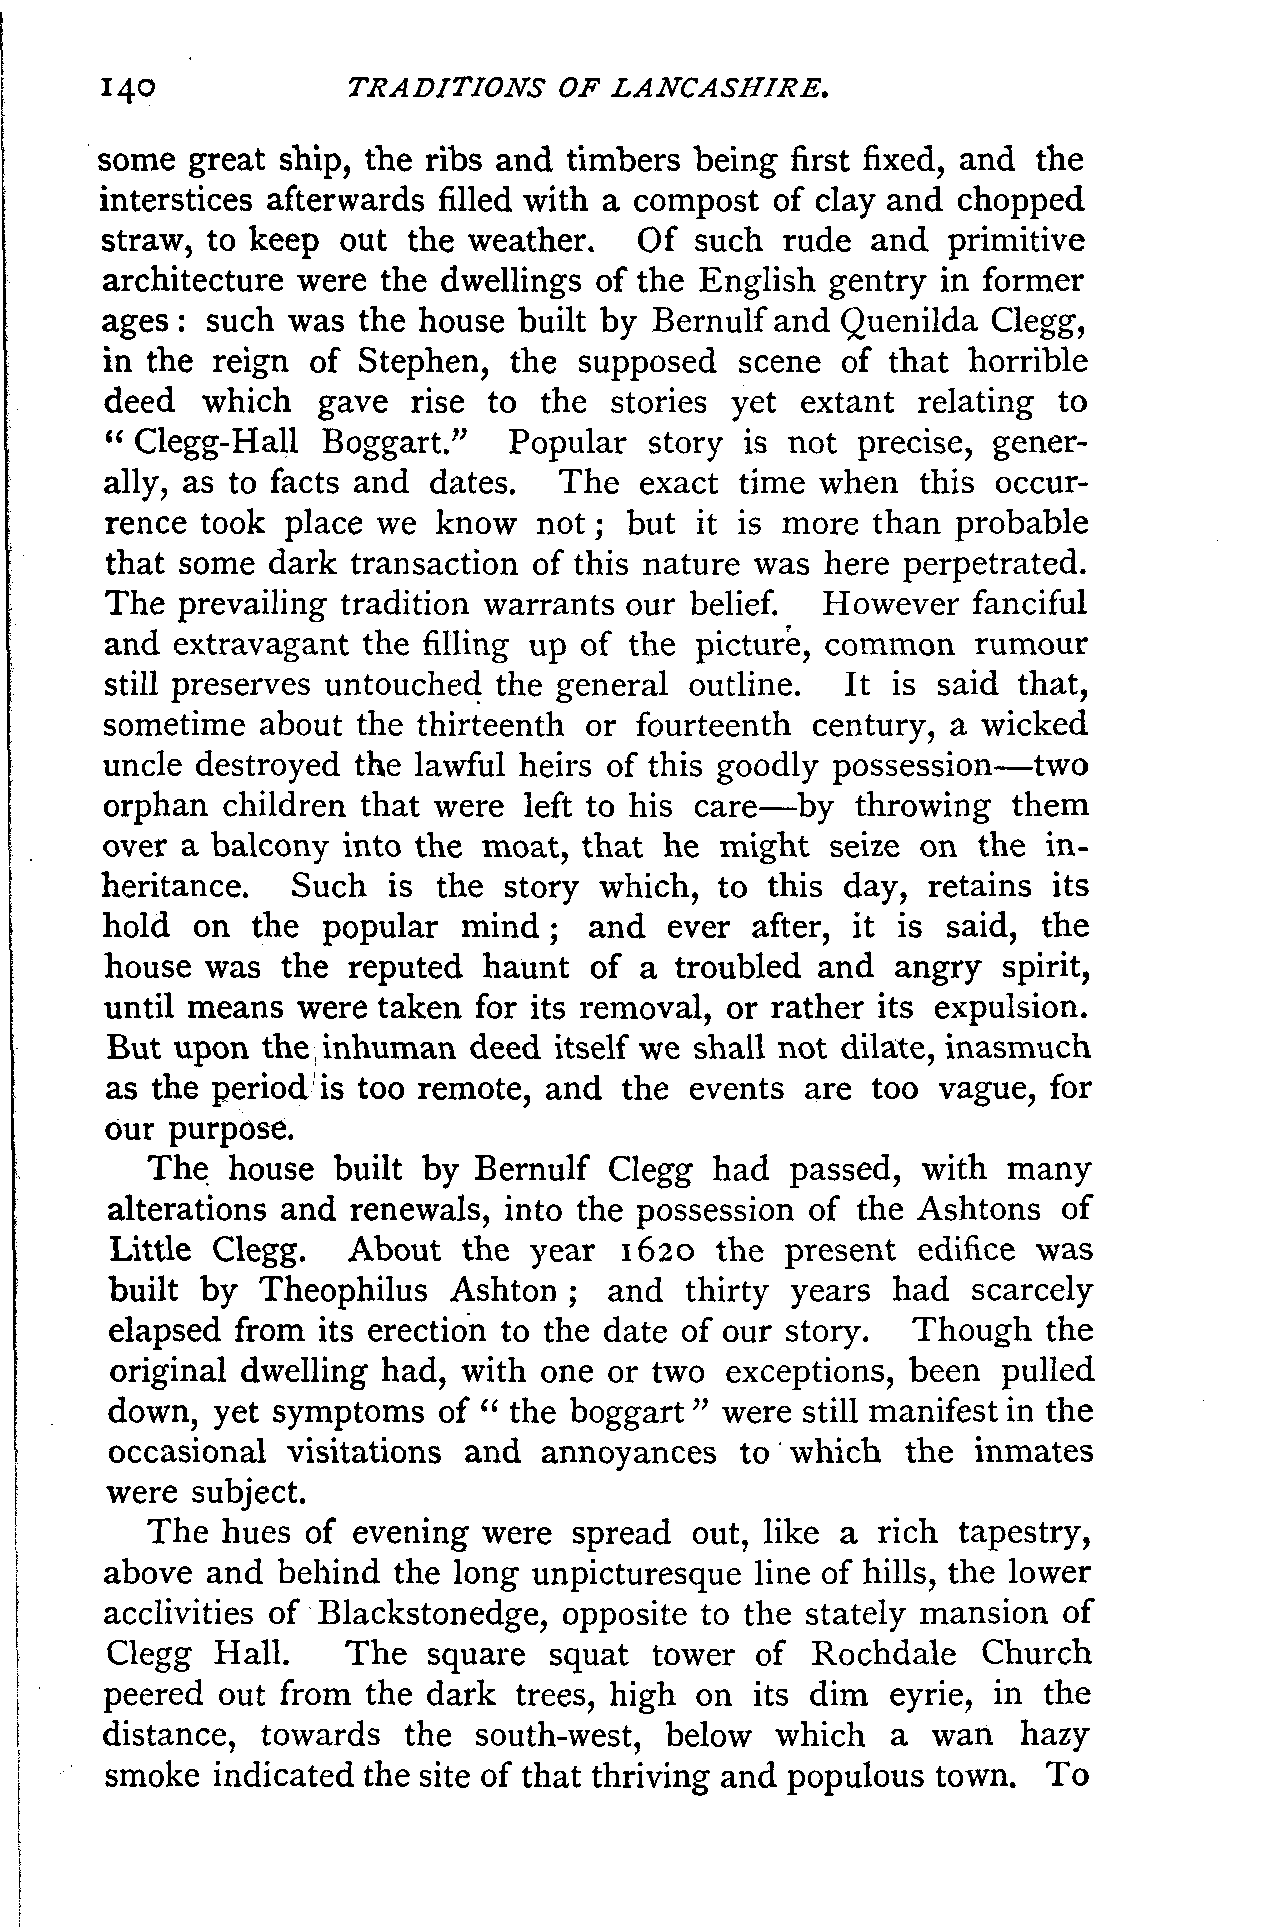 140 TRADITIONS OF LANCASHIRE.
some great ship, the ribs and timbers being first fixed, and the
interstices afterwards filled with a compost of clay and chopped
straw, to keep out the weather. Of such rude and primitive
architecture were the dwellings of the English gentry in former
ages: such was the house built by Bernulf and Quenilda Clegg,
in the reign of Stephen, the supposed scene of that horrible
deed which gave rise to the stories yet extant relating to
“Clegg-Hall Boggart.” Popular story is not precise, gener-
ally, as to facts and dates. The exact time when this occur-
rence took place we know not; but it is more than probable
that some dark transaction of this nature was here perpetrated.
The prevailing tradition warrants our belief. However fanciful
and extravagant the filling up of the picture, common rumour
still preserves untouched the general outline. It is said that,
sometime about the thirteenth or fourteenth century, a wicked
uncle destroyed the lawful heirs of this goodly possession—two
orphan children that were left to his care—by throwing them
over a balcony into the moat, that he might seize on the in-
heritance. Such is the story which, to this day, retains its
hold on the popular mind; and ever after, it is said, the
house was the reputed haunt of a troubled and angry spirit,
until means were taken for its removal, or rather its expulsion.
But upon the inhuman deed itself we shall not dilate, inasmuch
as the period is too remote, and the events are too vague, for
our purpose.
The house built by Bernulf Clegg had passed, with many
alterations and renewals, into the possession of the Ashtons of
Little Clegg. About the year 1620 the present edifice was
built by Theophilus Ashton; and thirty years had scarcely
elapsed from its erection to the date of our story. Though the
original dwelling had, with one or two exceptions, been pulled
down, yet symptoms of “the boggart” were still manifest in the
occasional visitations and annoyances to which the inmates
were subject.
The hues of evening were spread out, like a rich tapestry,
above and behind the long unpicturesque line of hills, the lower
acclivities of Blackstonedge, opposite to the stately mansion of
Clegg Hall. The square squat tower of Rochdale Church
peered out from the dark trees, high on its dim eyrie, in the
distance, towards the south-west, below which a wan hazy
smoke indicated the site of that thriving and populous town. To